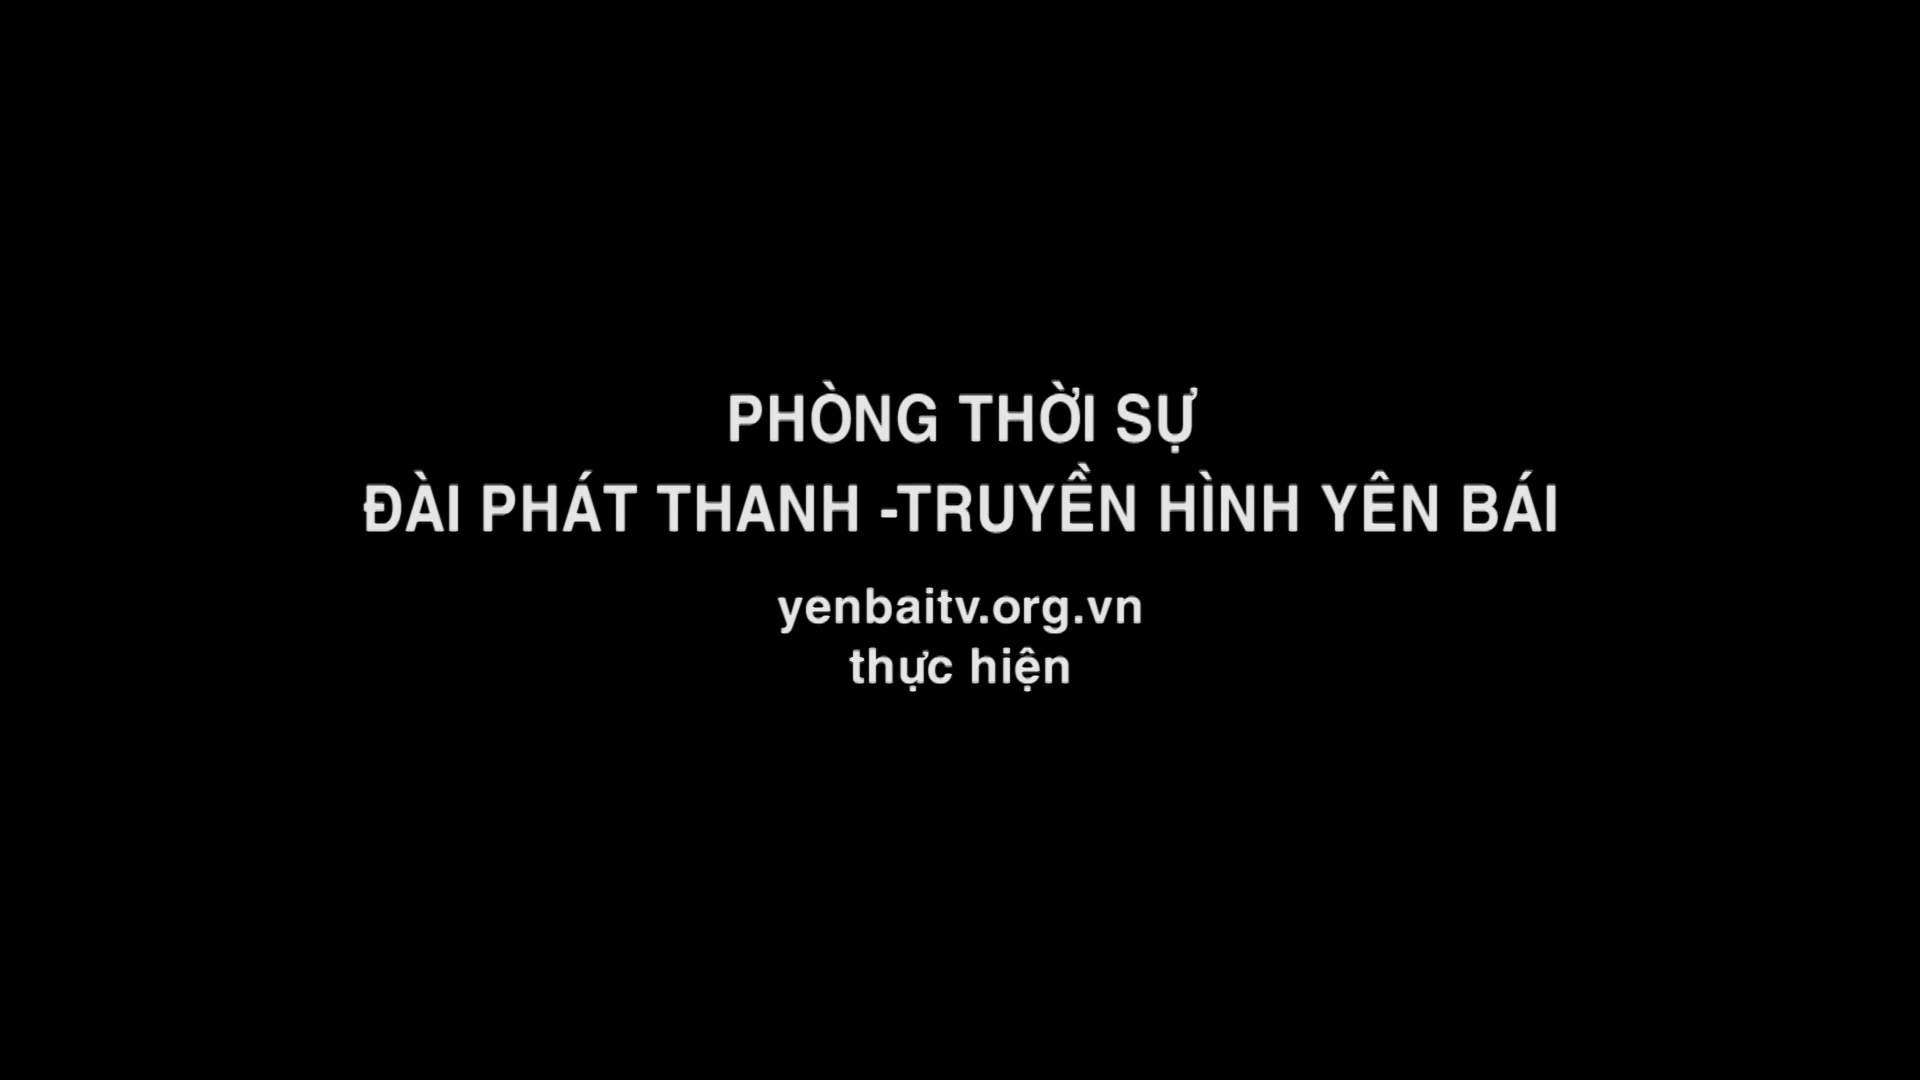 PHÒNG THỜI SỰ
ĐÀI PHÁT THANH -TRUYỀN HÌNH YÊN BÁI
yenbaitv.org.vn
thực hiện